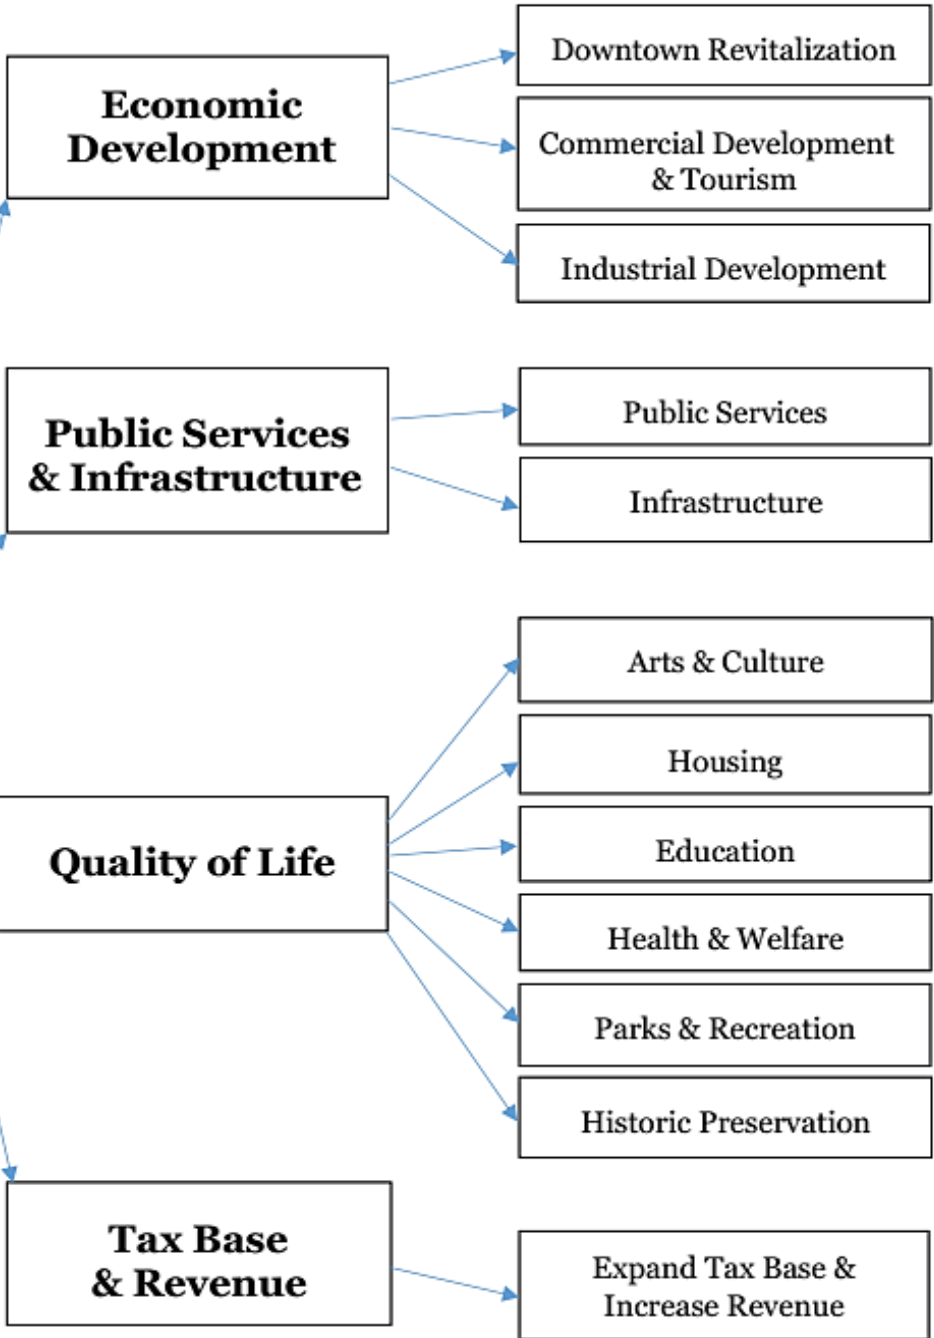 Economic
Development
Downtown Revitalization
Commercial Development
& Tourism
Industrial Development
Public Services
& Infrastructure
Public Services
Infrastructure
Quality of Life
Arts & Culture
Housing
Education
Health & Welfare
Parks & Recreation
Historic Preservation
Tax Base
& Revenue
Expand Tax Base &
Increase Revenue